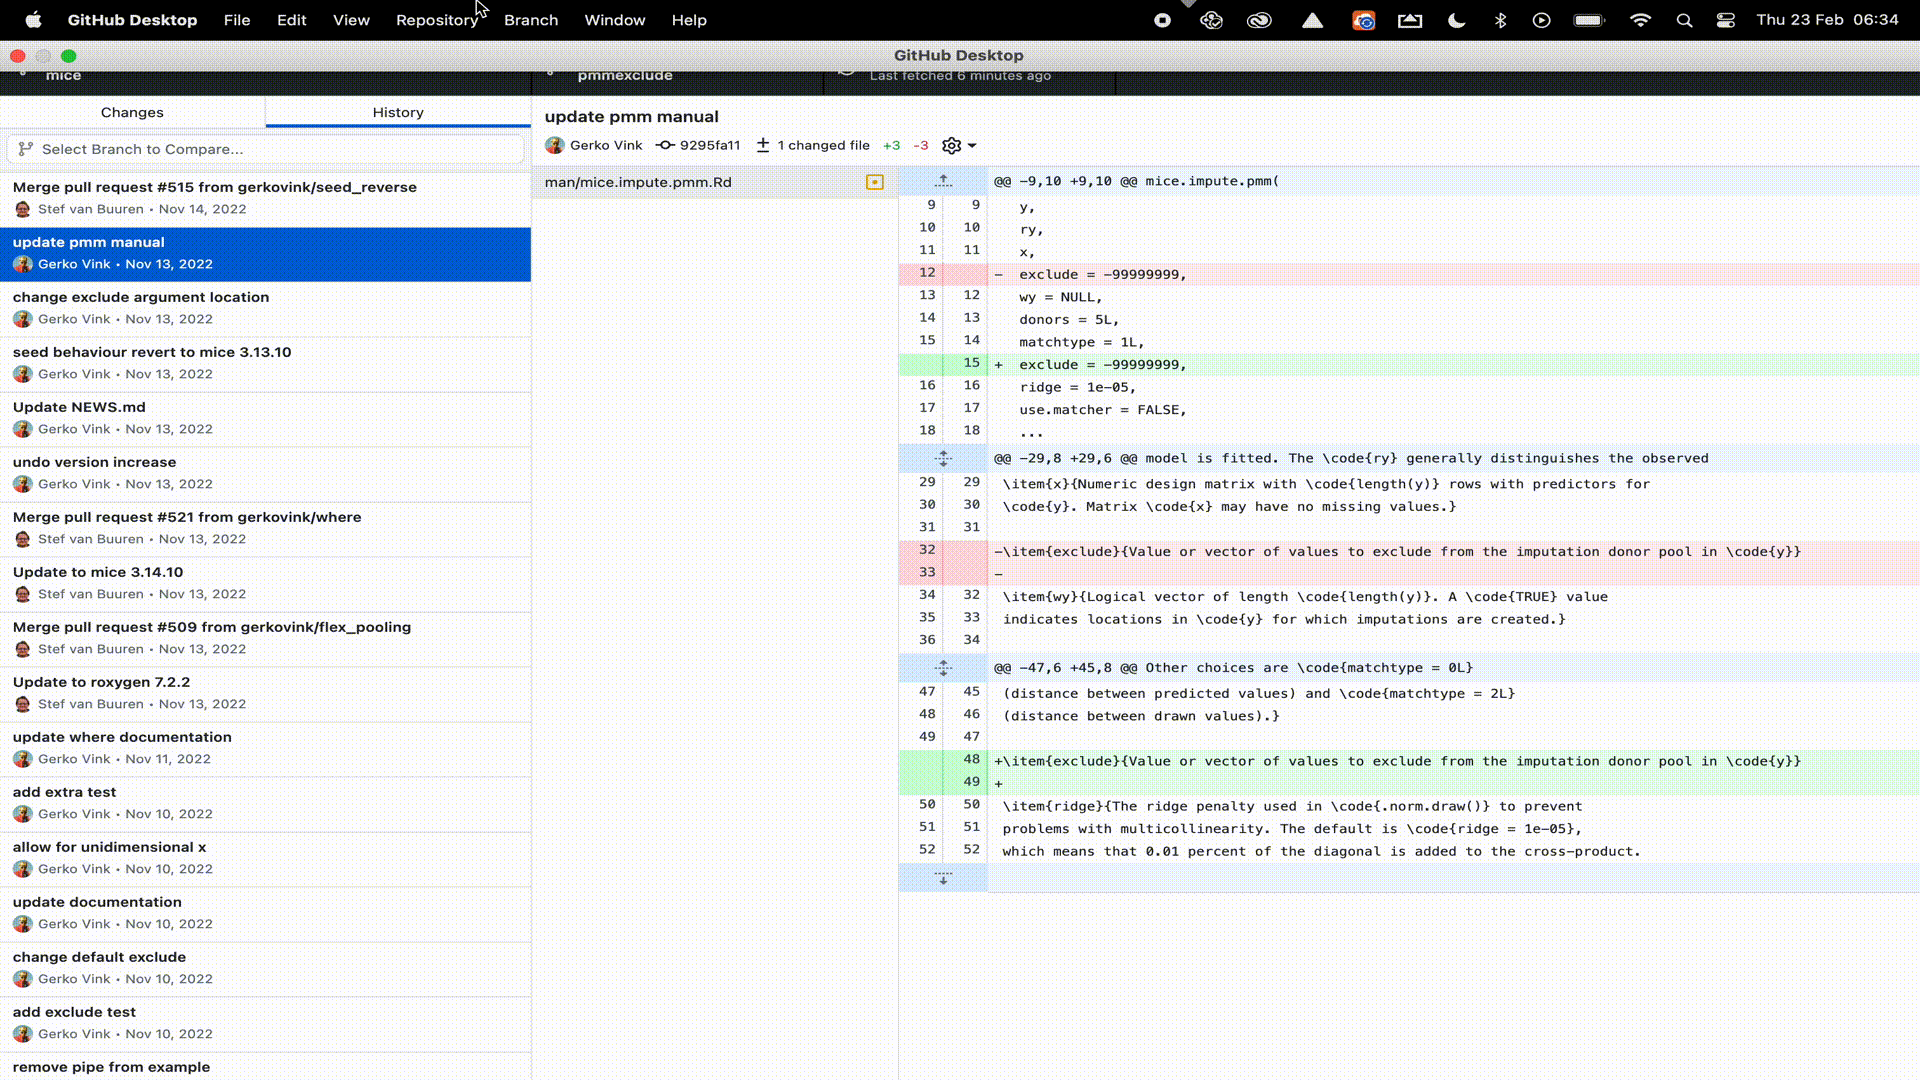 GitHub Desktop File Edit View Repository Branch Window Help Thu 23 Feb 06:34
GitHub Desktop
mice pmmexclude Last fetched 6 minutes ago
Changes History
Select Branch to Compare...
Merge pull request #515 from gerkovink/seed_reverse
Stef van Buuren • Nov 14, 2022
update pmm manual
Gerko Vink • Nov 13, 2022
change exclude argument location
Gerko Vink • Nov 13, 2022
seed behaviour revert to mice 3.13.10
Gerko Vink • Nov 13, 2022
Update NEWS.md
Gerko Vink • Nov 13, 2022
undo version increase
Gerko Vink • Nov 13, 2022
Merge pull request #521 from gerkovink/where
Stef van Buuren • Nov 13, 2022
Update to mice 3.14.10
Stef van Buuren • Nov 13, 2022
Merge pull request #509 from gerkovink/flex_pooling
Stef van Buuren • Nov 13, 2022
Update to roxygen 7.2.2
Stef van Buuren • Nov 13, 2022
update where documentation
Gerko Vink • Nov 11, 2022
add extra test
Gerko Vink • Nov 10, 2022
allow for unidimensional x
Gerko Vink • Nov 10, 2022
update documentation
Gerko Vink • Nov 10, 2022
change default exclude
Gerko Vink • Nov 10, 2022
add exclude test
Gerko Vink • Nov 10, 2022
remove pipe from example
update pmm manual
Gerko Vink 9295fa11 1 changed file +3 -3
man/mice.impute.pmm.Rd
@@ -9,10 +9,10 @@ mice.impute.pmm(
9 9 y,
10 10 ry,
11 11 x,
12 - exclude = -99999999,
13 12 wy = NULL,
14 13 donors = 5L,
15 14 matchtype = 1L,
15 + exclude = -99999999,
16 16 ridge = 1e-05,
17 17 use.matcher = FALSE,
18 18 ...
@@ -29,8 +29,6 @@ model is fitted. The \code{ry} generally distinguishes the observed
29 29 \item{x}{Numeric design matrix with \code{length(y)} rows with predictors for
30 30 \code{y}. Matrix \code{x} may have no missing values.}
31 31
32 -\item{exclude}{Value or vector of values to exclude from the imputation donor pool in \code{y}}
33 -
34 32 \item{wy}{Logical vector of length \code{length(y)}. A \code{TRUE} value
35 33 indicates locations in \code{y} for which imputations are created.}
36 34
@@ -47,6 +45,8 @@ Other choices are \code{matchtype = 0L}
47 45 (distance between predicted values) and \code{matchtype = 2L}
48 46 (distance between drawn values).}
49 47
48 +\item{exclude}{Value or vector of values to exclude from the imputation donor pool in \code{y}}
49 +
50 50 \item{ridge}{The ridge penalty used in \code{.norm.draw()} to prevent
51 51 problems with multicollinearity. The default is \code{ridge = 1e-05},
52 52 which means that 0.01 percent of the diagonal is added to the cross-product.